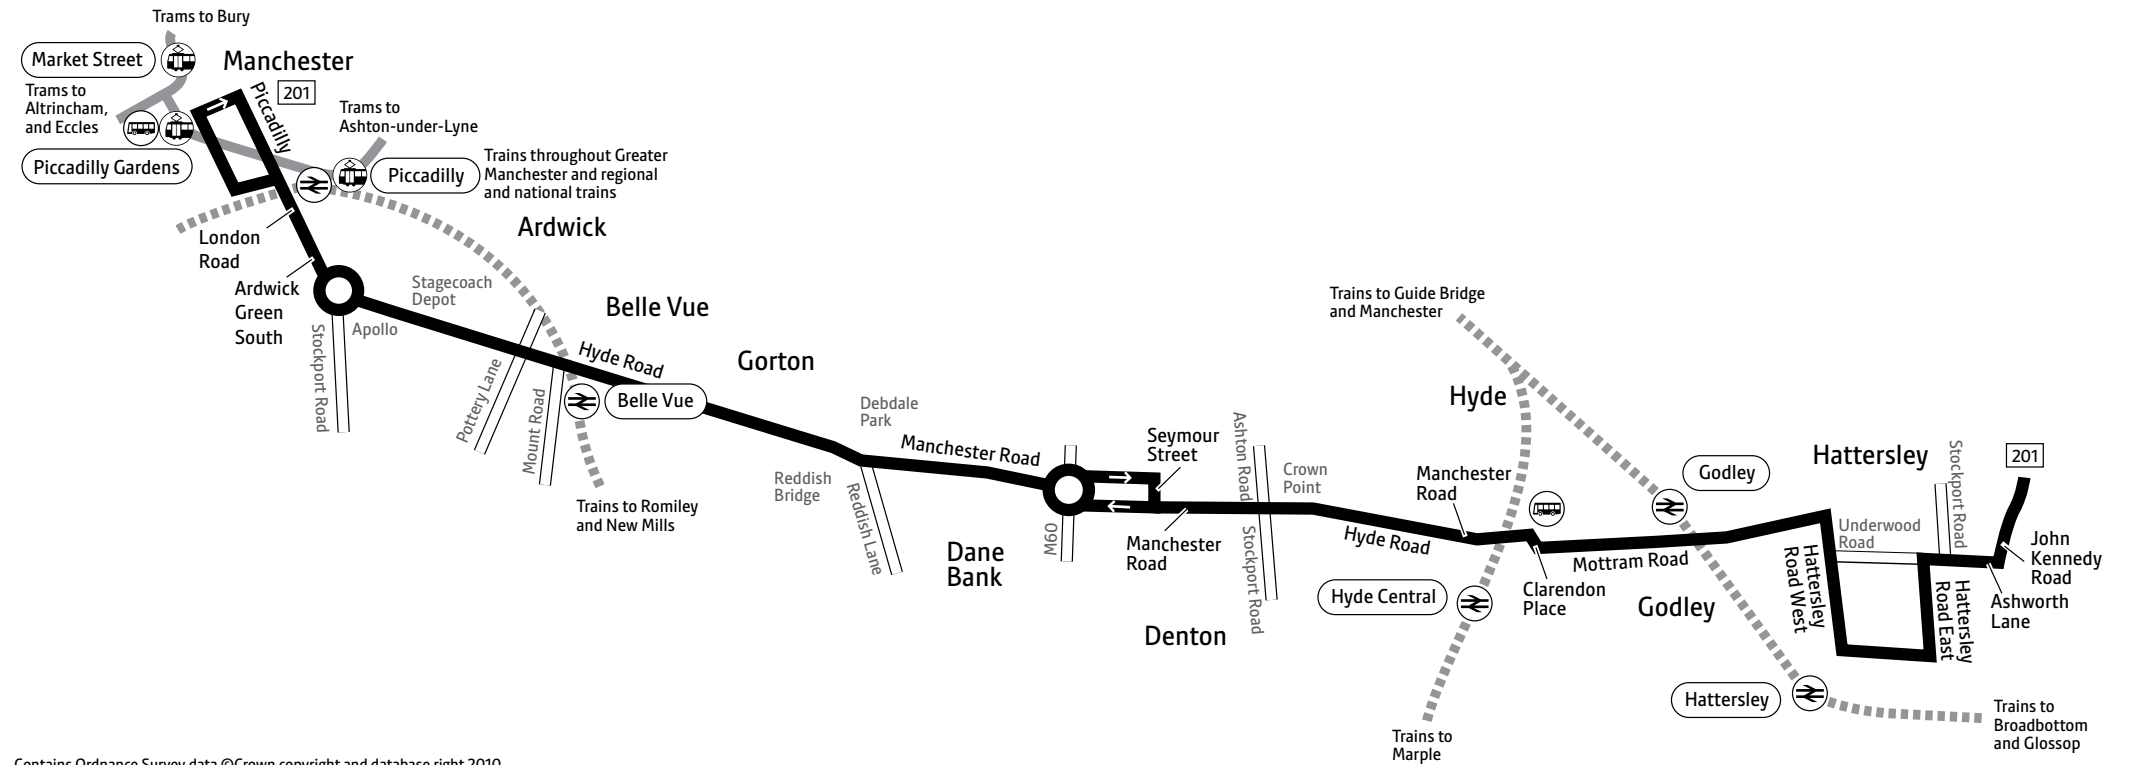 Trams to Bury
Market Street
Manchester
201
Piccadilly
Trams to
Altrincham,
and Eccles
Piccadilly Gardens
Trams to
Ashton-under-Lyne
Piccadilly
Trains throughout Greater
Manchester and regional
and national trains
Ardwick
London
Road
Ardwick
Green
South
Stockport Road
Apollo
Stagecoach
Depot
Belle Vue
Hyde Road
Pottery Lane
Mount Road
Belle Vue
Gorton
Trains to Romiley
and New Mills
Debdale
Park
Manchester Road
Reddish
Bridge
Reddish Lane
Dane
Bank
M60
Seymour
Street
Manchester
Road
Ashton Road
Stockport Road
Crown
Point
Denton
Hyde Road
Trains to Guide Bridge
and Manchester
Hyde
Manchester
Road
Hyde Central
Clarendon
Place
Mottram Road
Godley
Godley
Trains to
Marple
Hattersley
Hattersley
Road West
Underwood
Road
Stockport Road
201
John
Kennedy
Road
Ashworth
Lane
Hattersley
Road East
Hattersley
Trains to
Broadbottom
and Glossop
Contains Ordnance Survey data ©Crown copyright and database right 2010